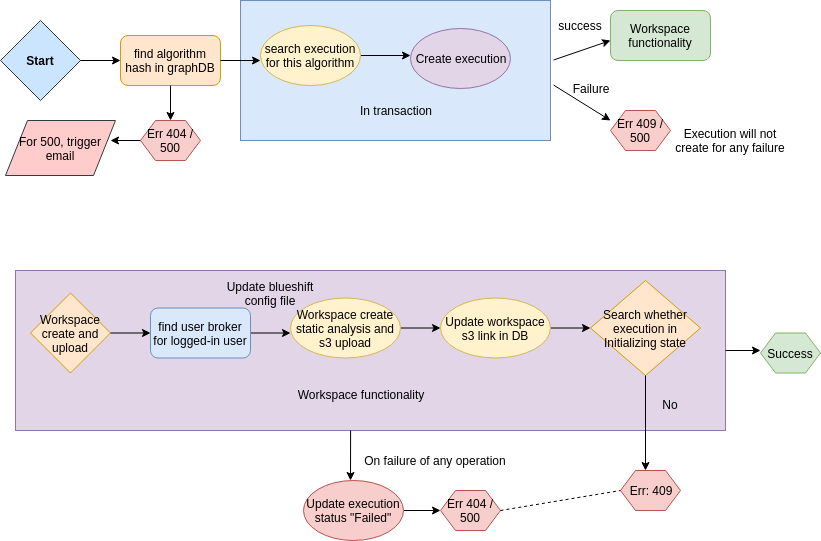 Start
find algorithm
hash in graphDB
Err 404 /
500
For 500, trigger
email
search execution
for this algorithm
Create execution
In transaction
success
Workspace
functionality
Failure
Err 409 /
500
Execution will not
create for any failure
Workspace
create and
upload
find user broker
for logged-in user
Update blueshift
config file
Workspace create
static analysis and
s3 upload
Update workspace
s3 link in DB
Search whether
execution in
Initializing state
Success
Workspace functionality
No
On failure of any operation
Update execution
status "Failed"
Err 404 /
500
Err: 409